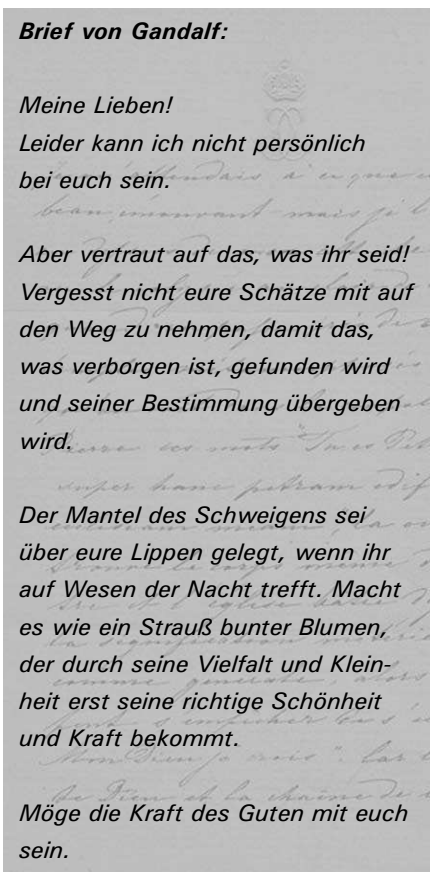 Brief von Gandalf:
Meine Lieben!
Leider kann ich nicht persönlich
bei euch sein.
Aber vertraut auf das, was ihr seid!
Vergesst nicht eure Schätze mit auf
den Weg zu nehmen, damit das,
was verborgen ist, gefunden wird
und seiner Bestimmung übergeben
wird.
Der Mantel des Schweigens sei
über eure Lippen gelegt, wenn ihr
auf Wesen der Nacht trefft. Macht
es wie ein Strauß bunter Blumen,
der durch seine Vielfalt und Klein-
heit erst seine richtige Schönheit
und Kraft bekommt.
Möge die Kraft des Guten mit euch
sein.